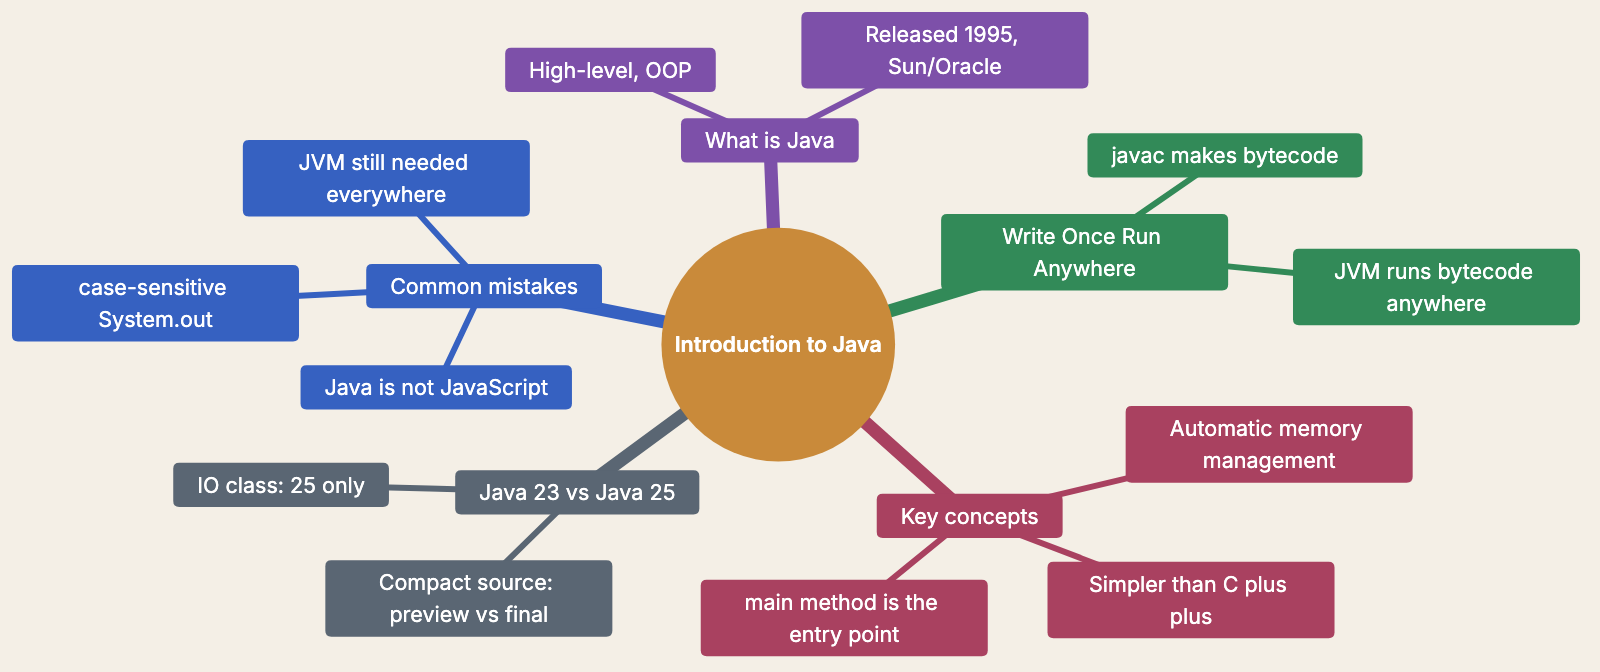 Introduction to Java
What is Java
High-level, OOP
Released 1995,
Sun/Oracle
Write Once Run
Anywhere
javac makes bytecode
JVM runs bytecode
anywhere
Key concepts
Automatic memory
management
Simpler than C plus
plus
main method is the
entry point
Java 23 vs Java 25
IO class: 25 only
Compact source:
preview vs final
Common mistakes
JVM still needed
everywhere
case-sensitive
System.out
Java is not JavaScript